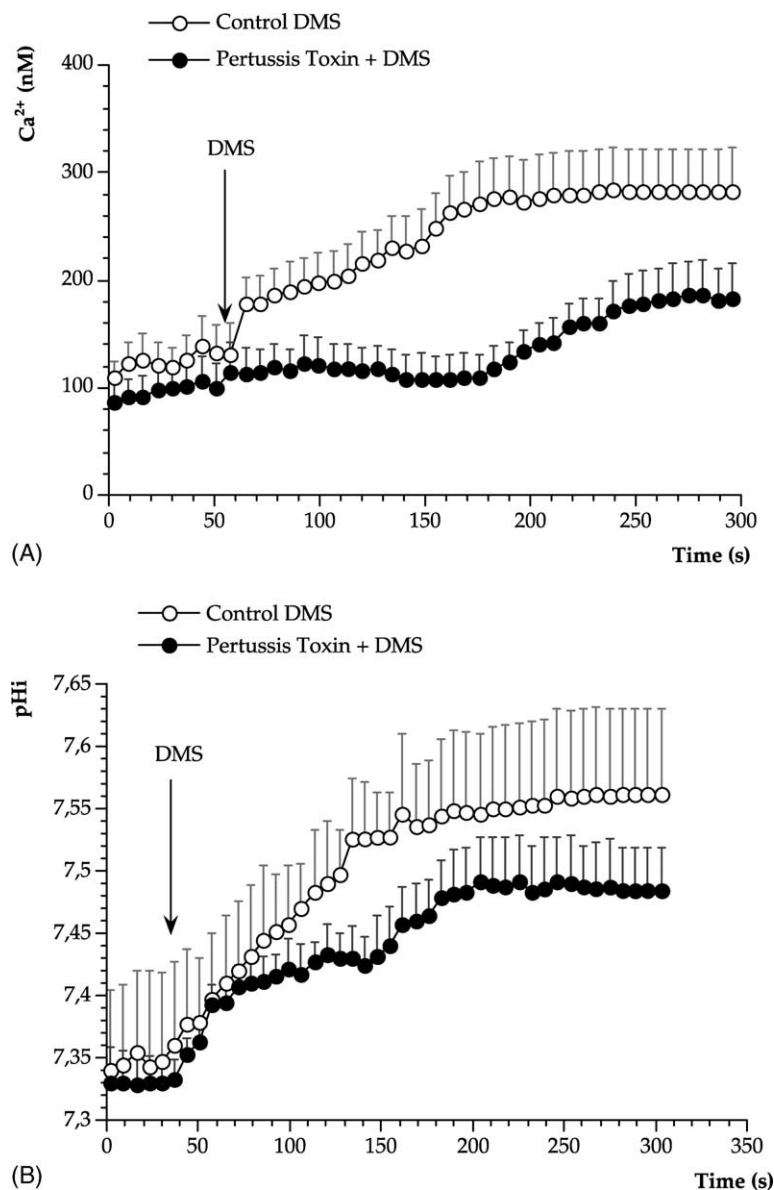 Control DMS
Pertussis Toxin + DMS
Ca²⁺ (nM)
400
300
200
100
0
DMS
0 50 100 150 200 250 300
Time (s)
(A)
Control DMS
Pertussis Toxin + DMS
pHi
7,65
7,6
7,55
7,5
7,45
7,4
7,35
7,3
DMS
0 50 100 150 200 250 300 350
Time (s)
(B)